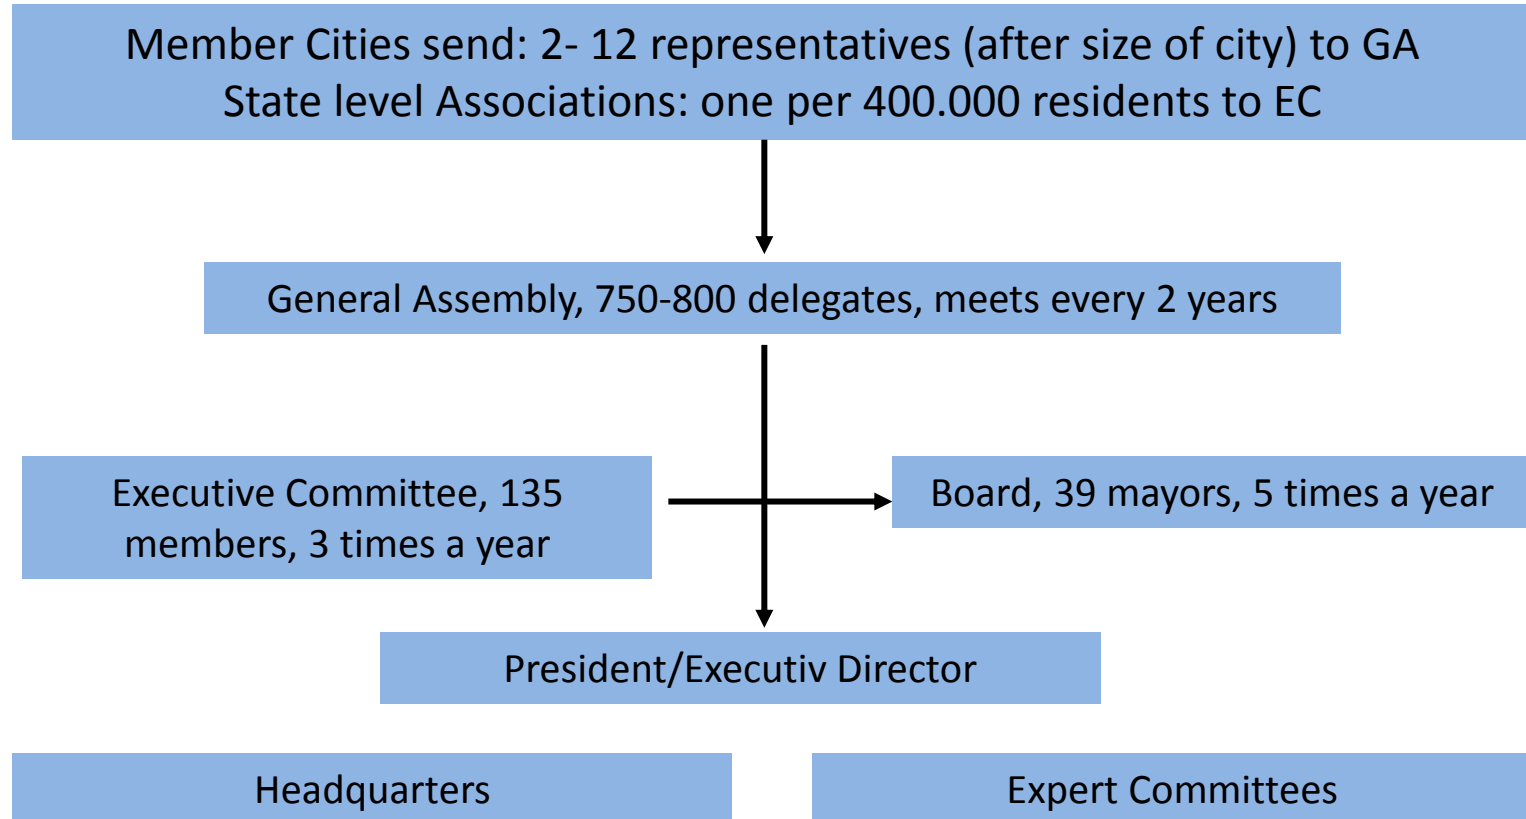 Member Cities send: 2- 12 representatives (after size of city) to GA
State level Associations: one per 400.000 residents to EC
General Assembly, 750-800 delegates, meets every 2 years
Executive Committee, 135
members, 3 times a year
Board, 39 mayors, 5 times a year
President/Executiv Director
Headquarters
Expert Committees